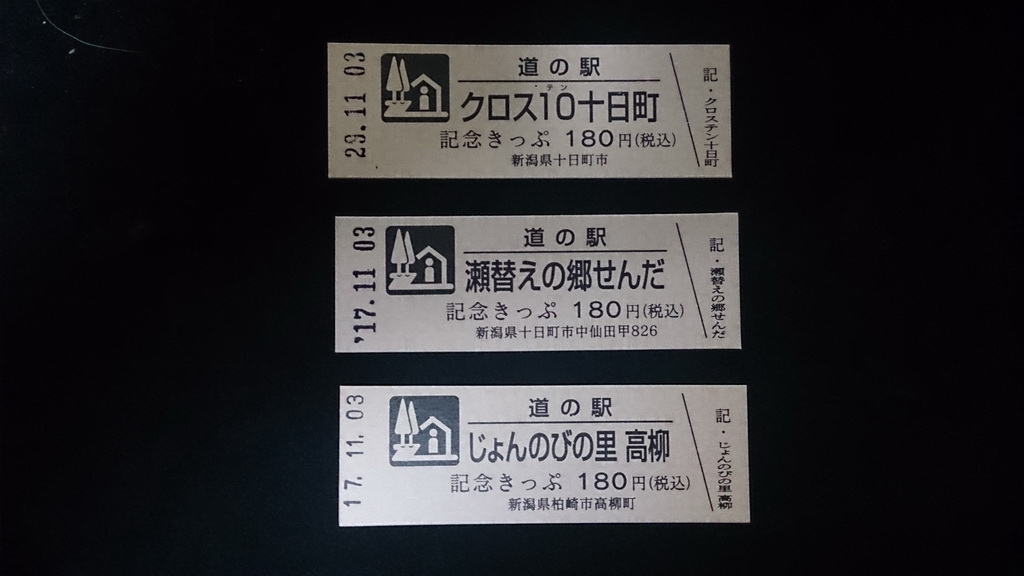 29.11 03
道の駅
・テン
クロス10十日町
記念きっぷ 180円(税込)
新潟県十日町市
記・クロステン十日町
'17.11 03
道の駅
瀬替えの郷せんだ
記念きっぷ 180円(税込)
新潟県十日町市中仙田甲826
記・瀬替えの郷せんだ
17.11.03
道の駅
じょんのびの里 高柳
記念きっぷ 180円(税込)
新潟県柏崎市高柳町
記・じょんのびの里 高柳